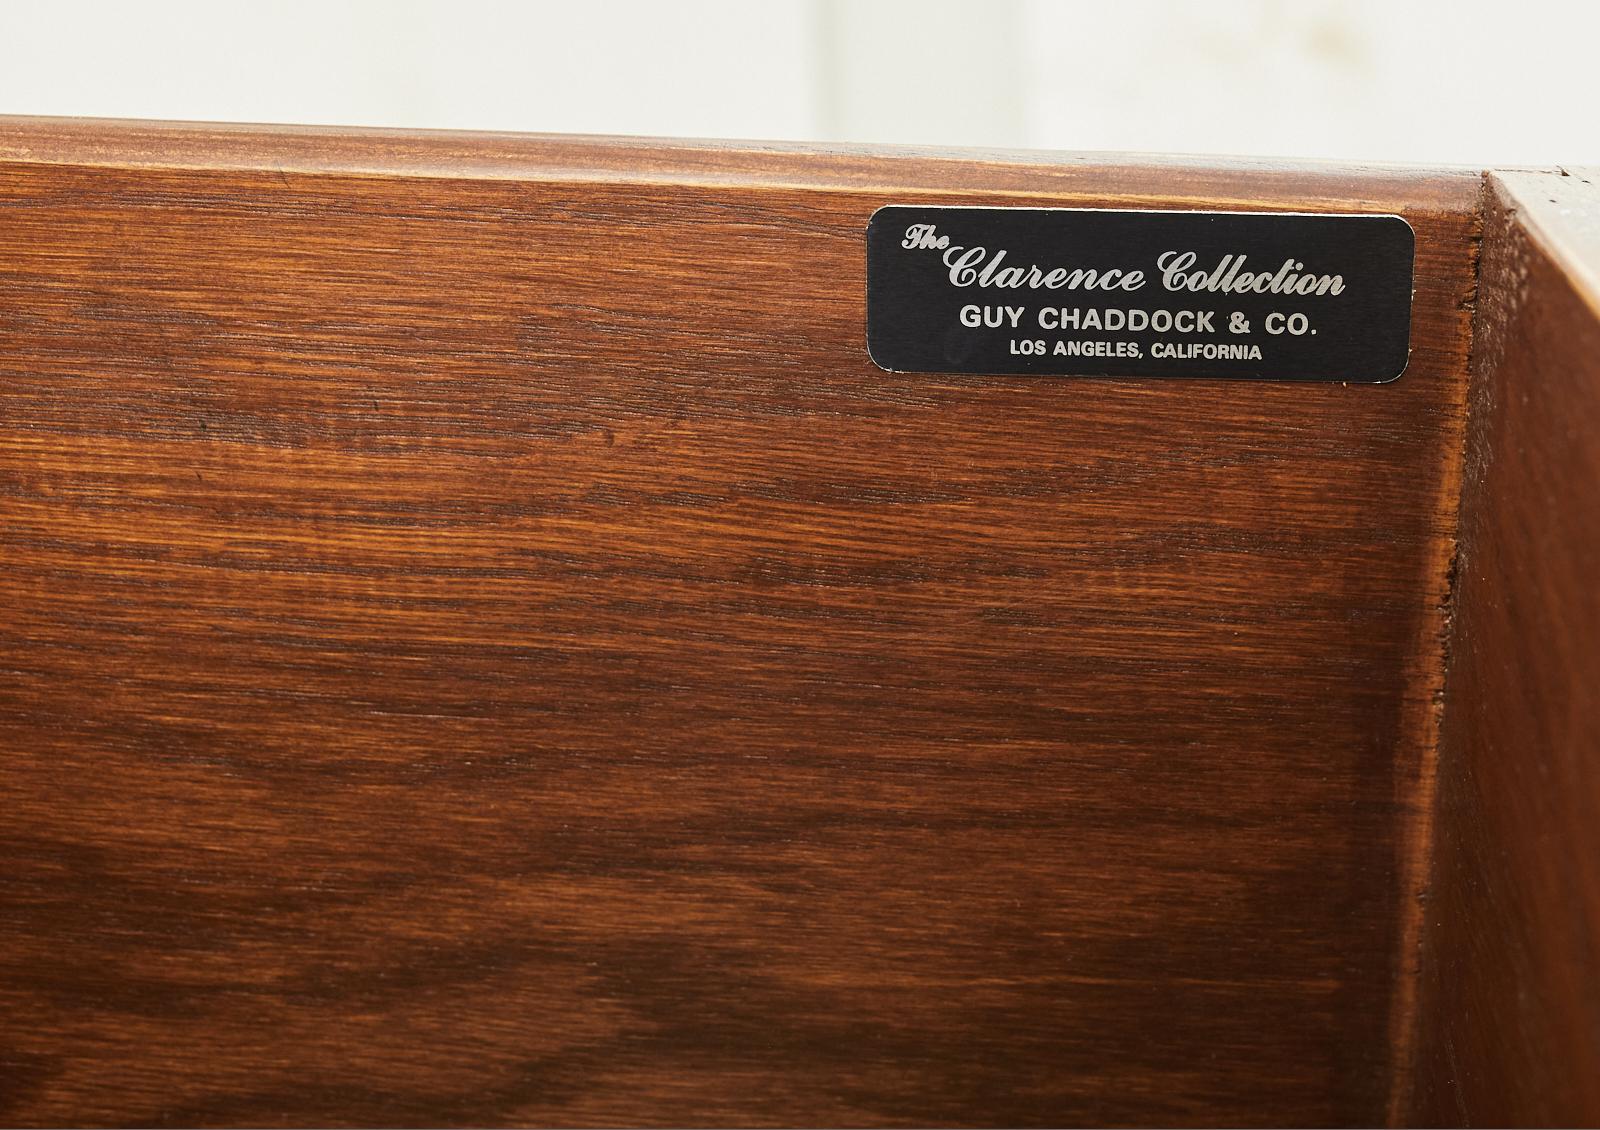 The
Clarence Collection
GUY CHADDOCK & CO.
LOS ANGELES, CALIFORNIA